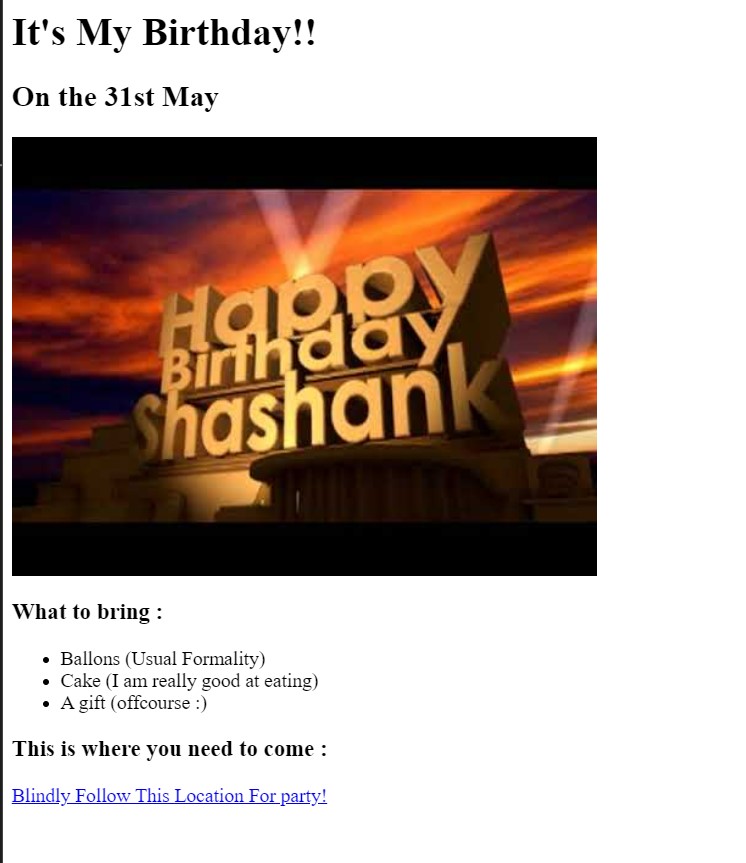 It's My Birthday!!
On the 31st May
Happy
Birthday
Shashank
What to bring :
Ballons (Usual Formality)
Cake (I am really good at eating)
A gift (offcourse :)
This is where you need to come :
Blindly Follow This Location For party!